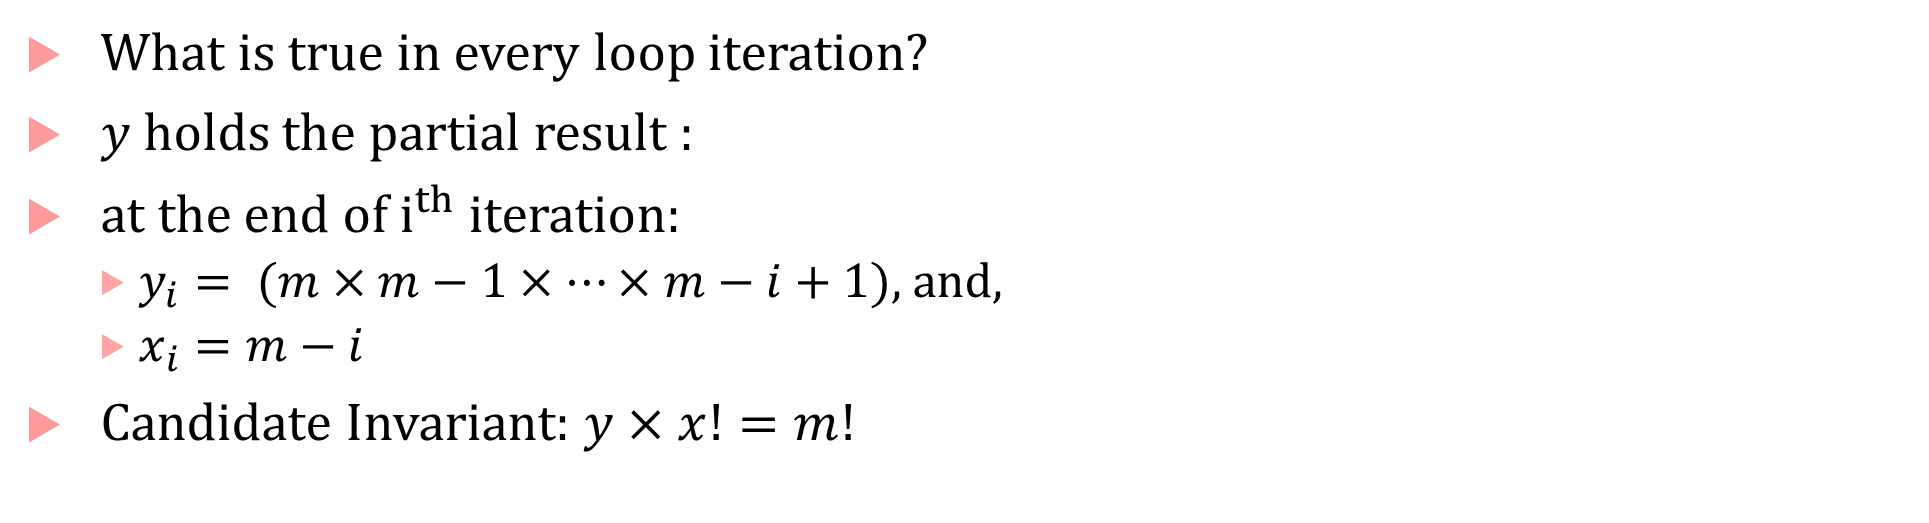 What is true in every loop iteration?
y holds the partial result :
at the end of iᵗʰ iteration:
yᵢ = (m × m − 1 × ⋯ × m − i + 1), and,
xᵢ = m − i
Candidate Invariant: y × x! = m!